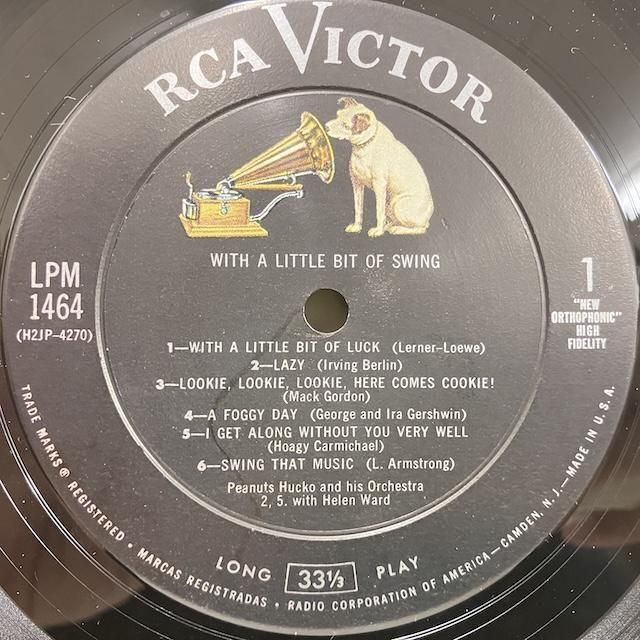 RCA VICTOR
WITH A LITTLE BIT OF SWING
LPM
1464
(H2JP-4270)
1
"NEW
ORTHOPHONIC"
HIGH
FIDELITY
1—WITH A LITTLE BIT OF LUCK (Lerner-Loewe)
2—LAZY (Irving Berlin)
3—LOOKIE, LOOKIE, LOOKIE, HERE COMES COOKIE!
(Mack Gordon)
4—A FOGGY DAY (George and Ira Gershwin)
5—I GET ALONG WITHOUT YOU VERY WELL
(Hoagy Carmichael)
6—SWING THAT MUSIC (L. Armstrong)
Peanuts Hucko and his Orchestra
2, 5. with Helen Ward
LONG 33⅓ PLAY
TRADE MARKS ® REGISTERED • MARCAS REGISTRADAS • RADIO CORPORATION OF AMERICA—CAMDEN, N. J.—MADE IN U.S.A.